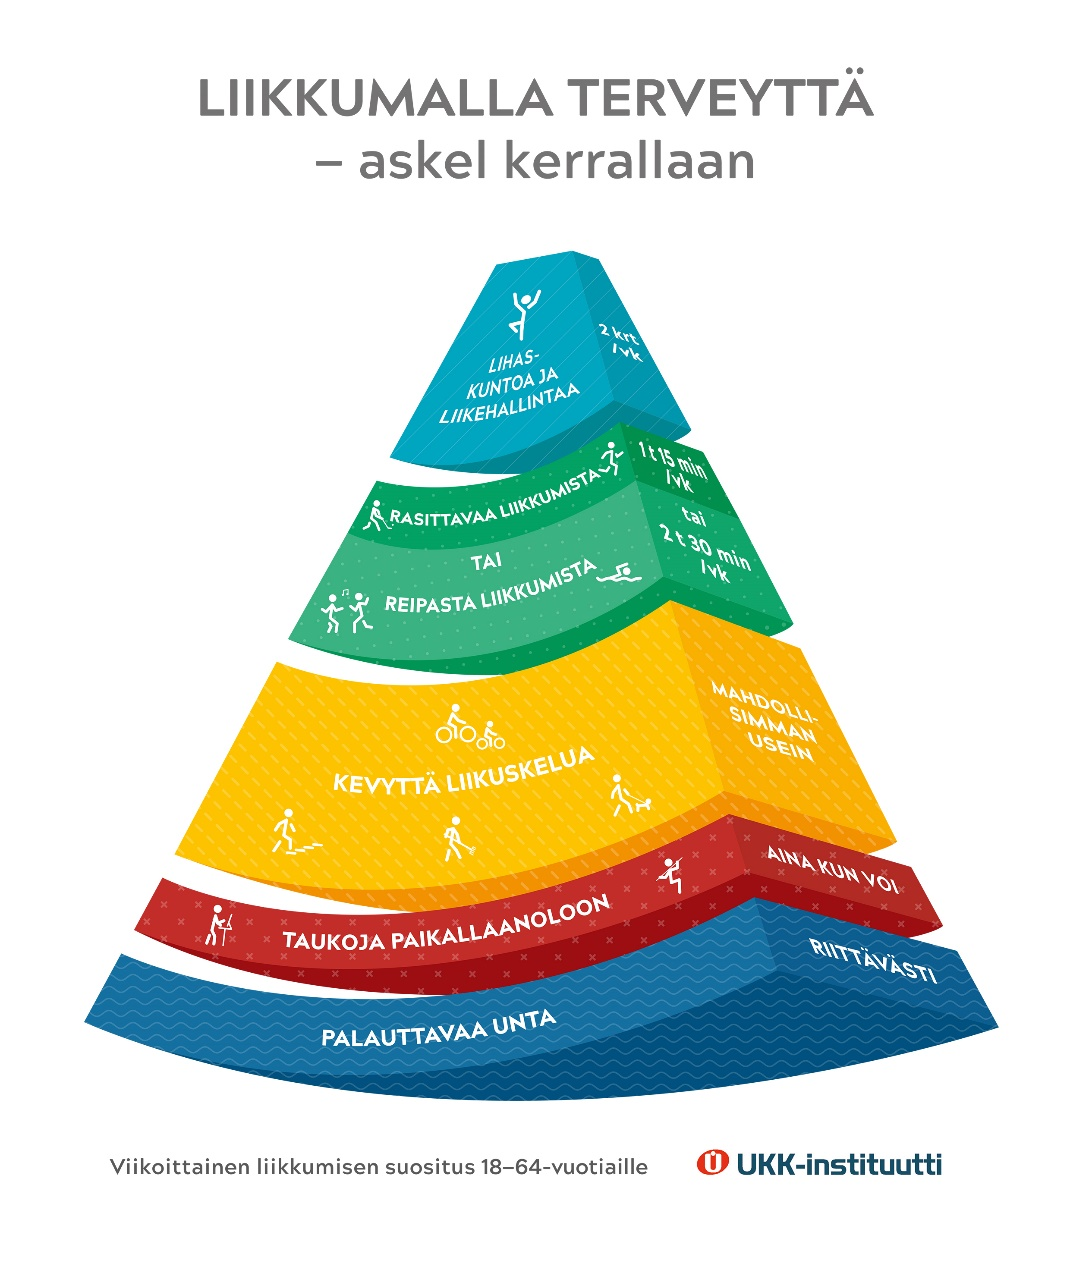 LIIKKUMALLA TERVEYTTÄ
– askel kerrallaan
LIHAS-
KUNTOA JA
LIIKEHALLINTAA
2 krt
/vk
RASITTAVAA LIIKKUMISTA
1 t 15 min
/vk
TAI
tai
REIPASTA LIIKKUMISTA
2 t 30 min
/vk
KEVYTTÄ LIIKUSKELUA
MAHDOLLI-
SIMMAN
USEIN
TAUKOJA PAIKALLAANOLOON
AINA KUN VOI
PALAUTTAVAA UNTA
RIITTÄVÄSTI
Viikoittainen liikkumisen suositus 18–64-vuotiaille
Ü UKK-instituutti